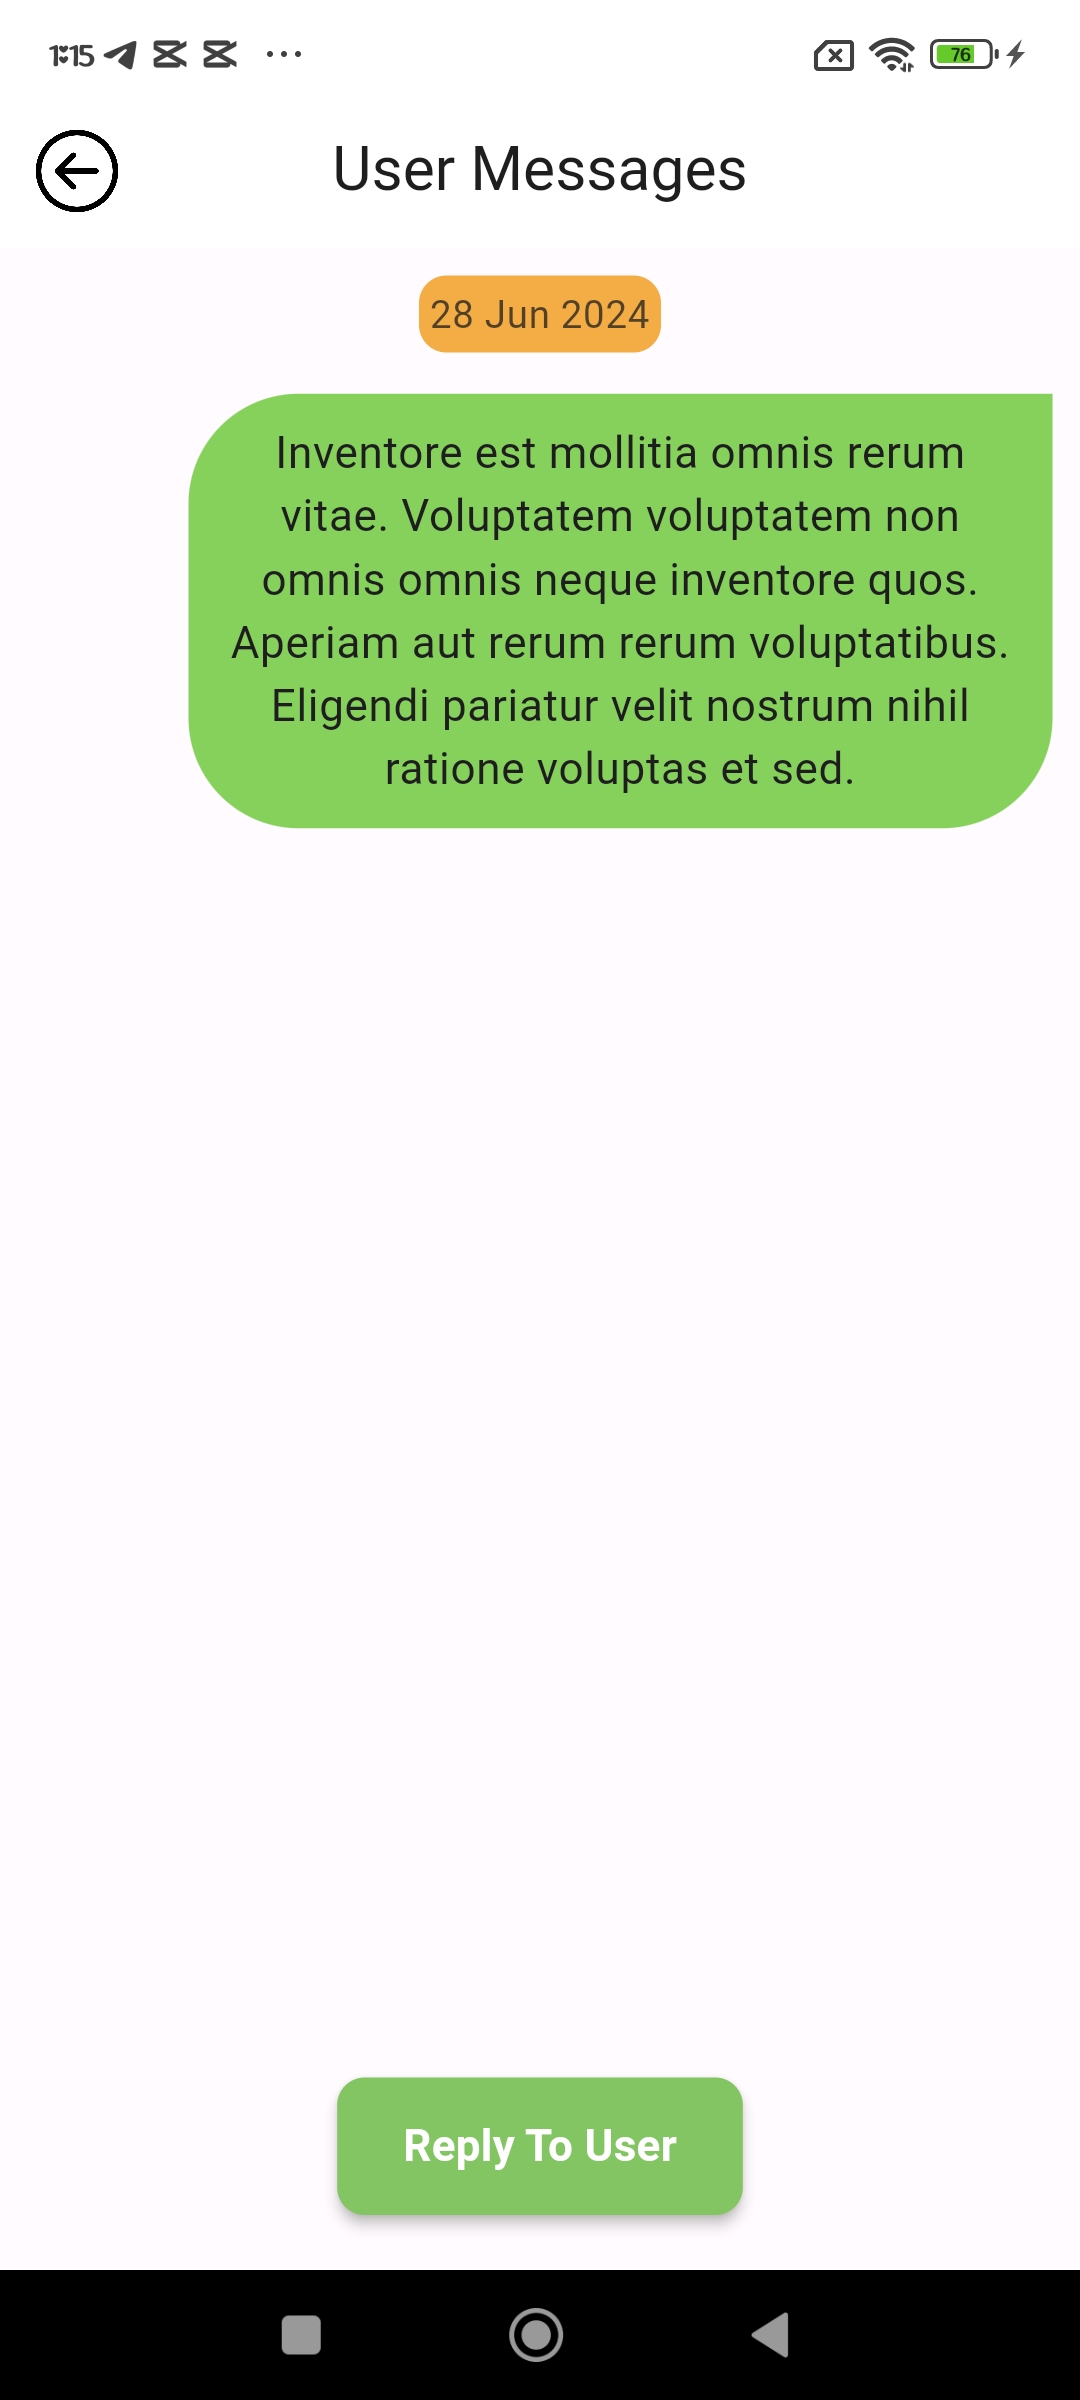 1:15
76
User Messages
28 Jun 2024
Inventore est mollitia omnis rerum
vitae. Voluptatem voluptatem non
omnis omnis neque inventore quos.
Aperiam aut rerum rerum voluptatibus.
Eligendi pariatur velit nostrum nihil
ratione voluptas et sed.
Reply To User